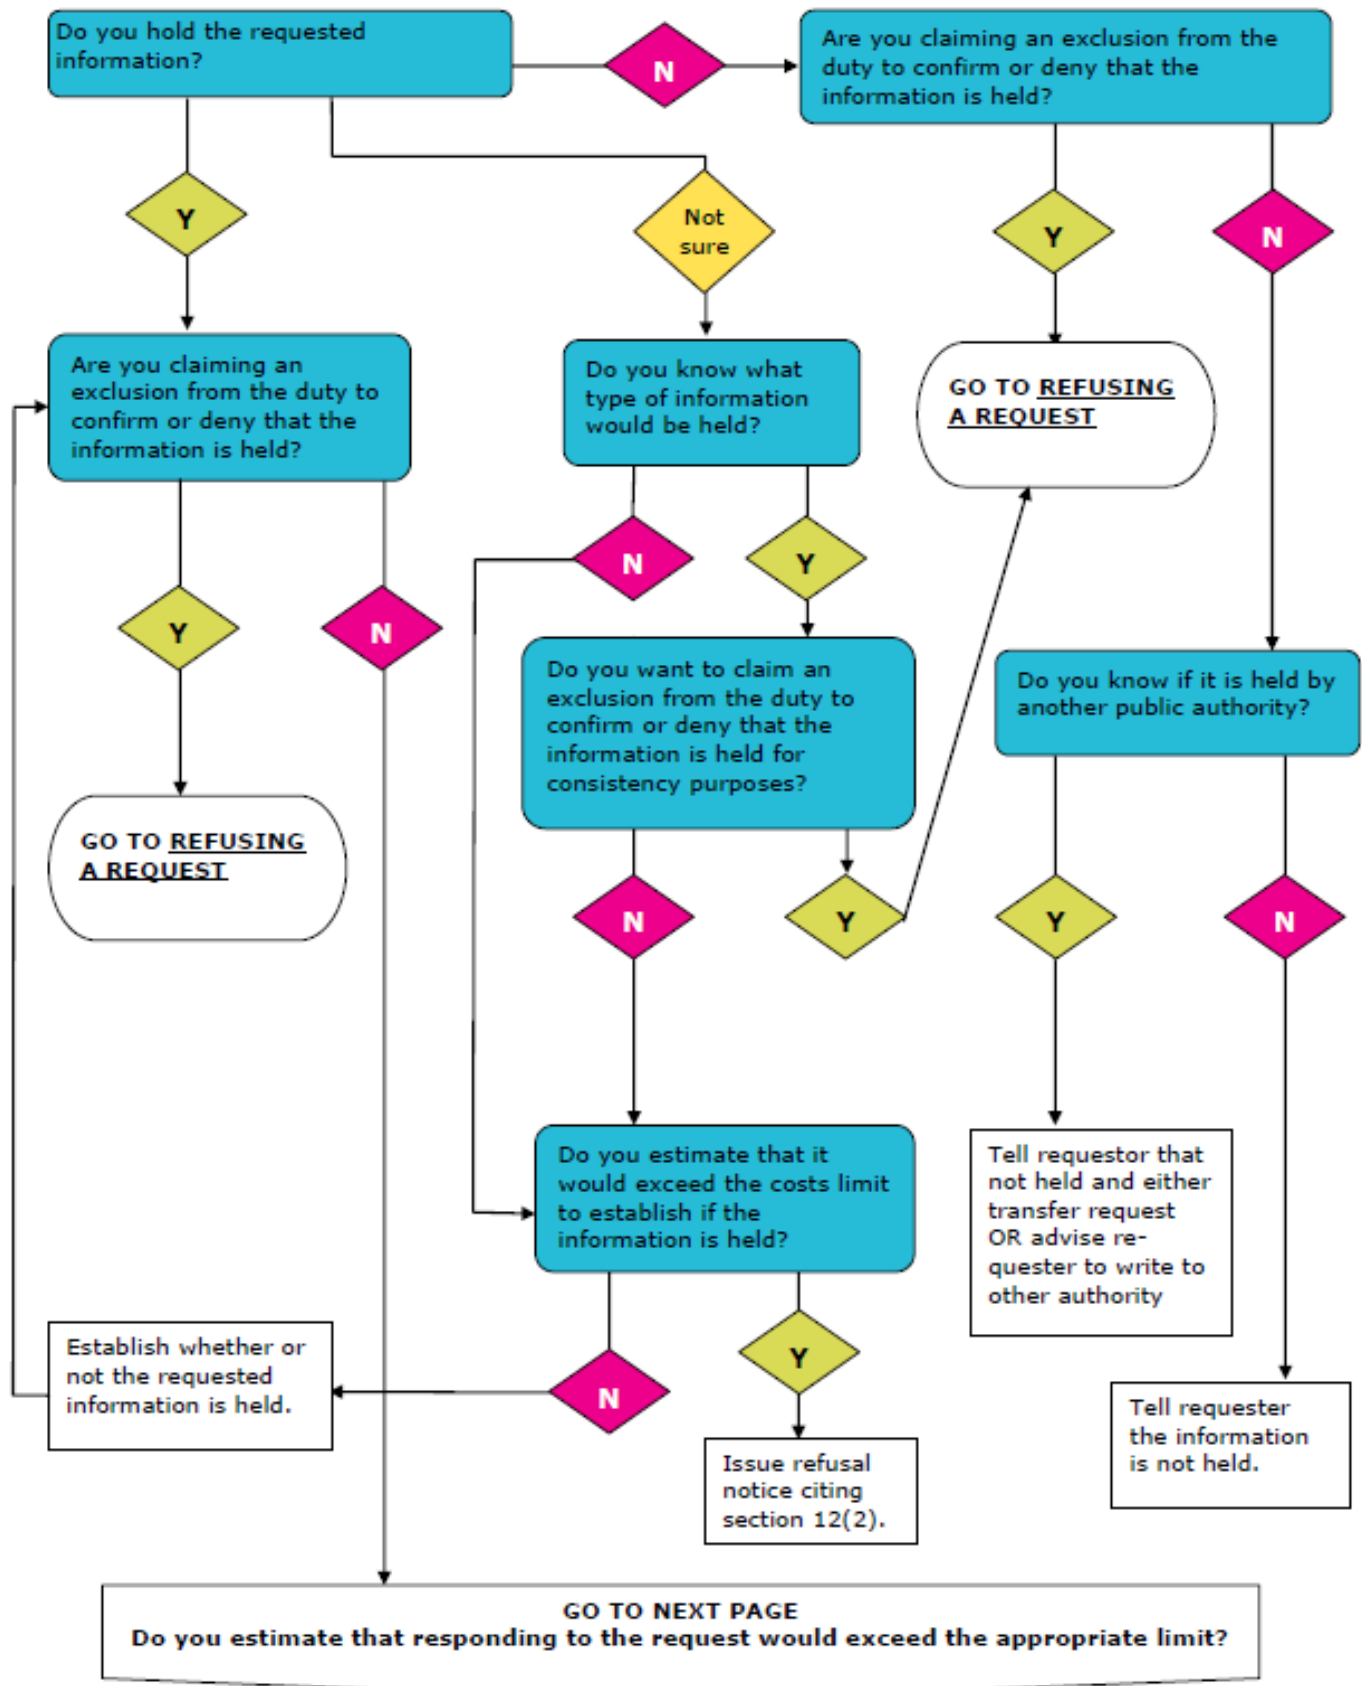 Do you hold the requested
information?
N
Are you claiming an exclusion from the
duty to confirm or deny that the
information is held?
Y
Not
sure
Y
N
Are you claiming an
exclusion from the duty to
confirm or deny that the
information is held?
Do you know what
type of information
would be held?
GO TO REFUSING
A REQUEST
N
Y
Y
N
Do you want to claim an
exclusion from the duty to
confirm or deny that the
information is held for
consistency purposes?
Do you know if it is held by
another public authority?
GO TO REFUSING
A REQUEST
N
Y
Y
N
Do you estimate that it
would exceed the costs limit
to establish if the
information is held?
Tell requestor that
not held and either
transfer request
OR advise re-
quester to write to
other authority
Establish whether or
not the requested
information is held.
N
Y
Tell requester
the information
is not held.
Issue refusal
notice citing
section 12(2).
GO TO NEXT PAGE
Do you estimate that responding to the request would exceed the appropriate limit?